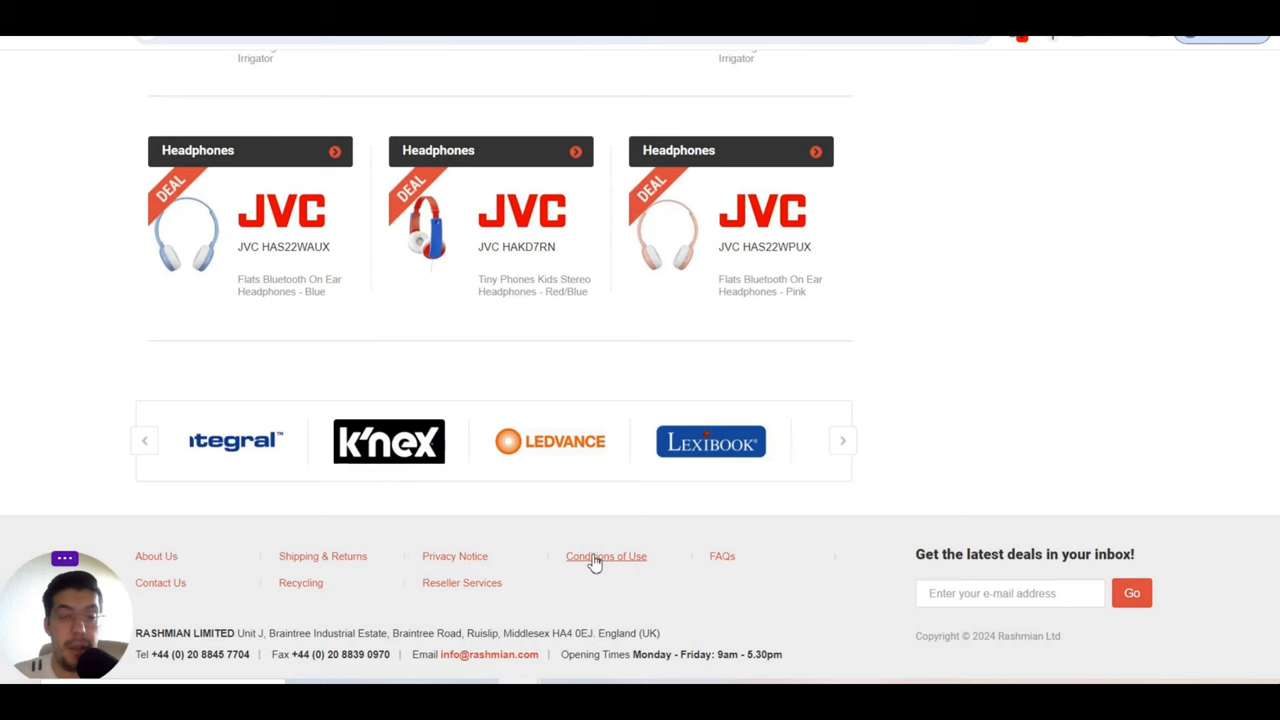 Irrigator
Irrigator
Headphones
DEAL
JVC
JVC HAS22WAUX
Flats Bluetooth On Ear
Headphones - Blue
Headphones
DEAL
JVC
JVC HAKD7RN
Tiny Phones Kids Stereo
Headphones - Red/Blue
Headphones
DEAL
JVC
JVC HAS22WPUX
Flats Bluetooth On Ear
Headphones - Pink
ntegral™
k'nex
LEDVANCE
LEXIBOOK®
About Us
Shipping & Returns
Privacy Notice
Conditions of Use
FAQs
Contact Us
Recycling
Reseller Services
RASHMIAN LIMITED Unit J, Braintree Industrial Estate, Braintree Road, Ruislip, Middlesex HA4 0EJ. England (UK)
Tel +44 (0) 20 8845 7704 | Fax +44 (0) 20 8839 0970 | Email info@rashmian.com | Opening Times Monday - Friday: 9am - 5.30pm
Get the latest deals in your inbox!
Enter your e-mail address
Go
Copyright © 2024 Rashmian Ltd